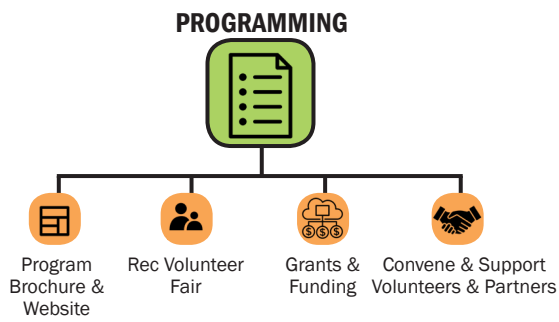 PROGRAMMING
$ $ $
Program
Brochure &
Website
Rec Volunteer
Fair
Grants &
Funding
Convene & Support
Volunteers & Partners